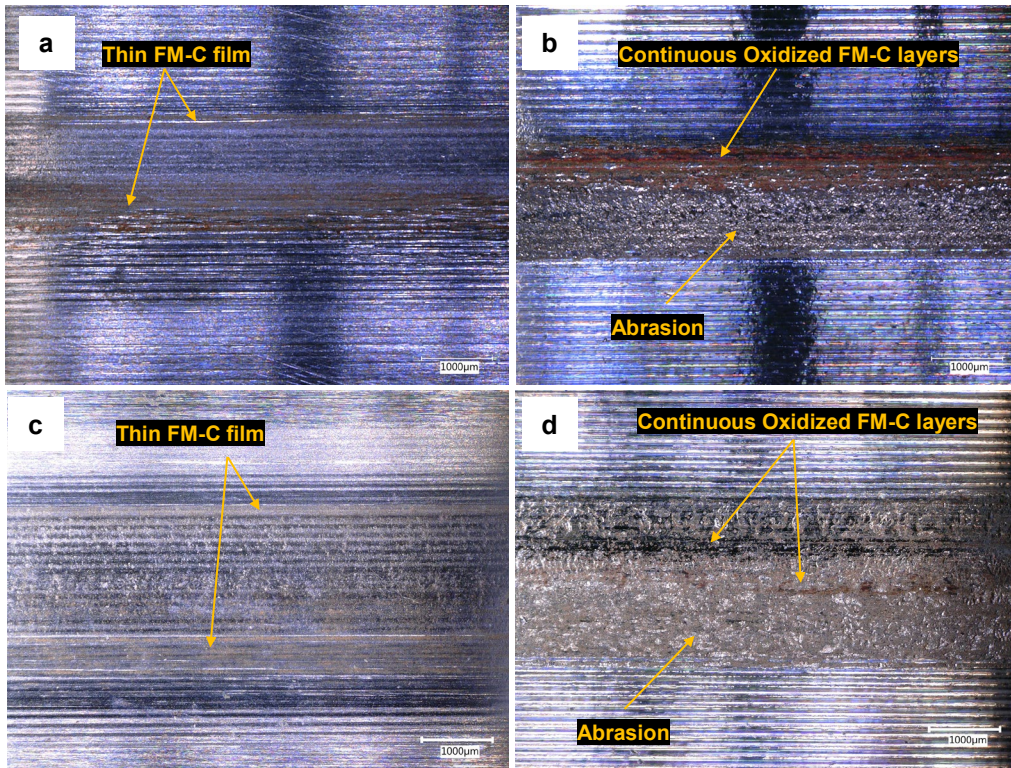 a
Thin FM-C film
1000µm
b
Continuous Oxidized FM-C layers
Abrasion
1000µm
c
Thin FM-C film
1000µm
d
Continuous Oxidized FM-C layers
Abrasion
1000µm